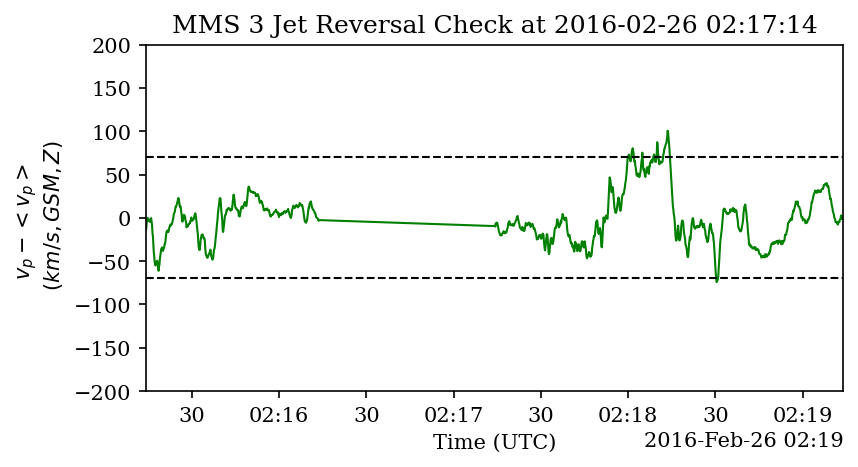 MMS 3 Jet Reversal Check at 2016-02-26 02:17:14
200
150
100
50
0
−50
−100
−150
−200
v_p − < v_p >
(km/s, GSM, Z)
30 02:16 30 02:17 30 02:18 30 02:19
Time (UTC)
2016-Feb-26 02:19